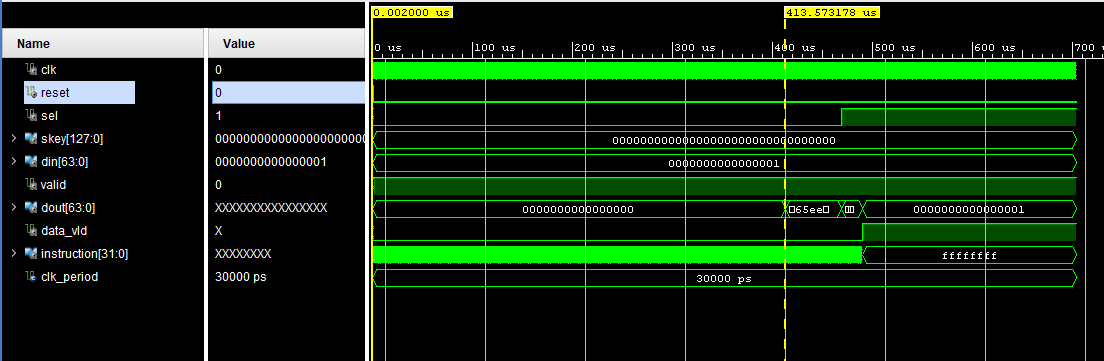 0.002000 us
413.573178 us
Name
Value
0 us
100 us
200 us
300 us
400 us
500 us
600 us
700
clk
0
reset
0
sel
1
skey[127:0]
00000000000000000000000
00000000000000000000000000000000
din[63:0]
0000000000000001
0000000000000001
valid
0
dout[63:0]
XXXXXXXXXXXXXXXX
0000000000000000
65ee
0000000000000001
data_vld
X
instruction[31:0]
XXXXXXXX
ffffffff
clk_period
30000 ps
30000 ps